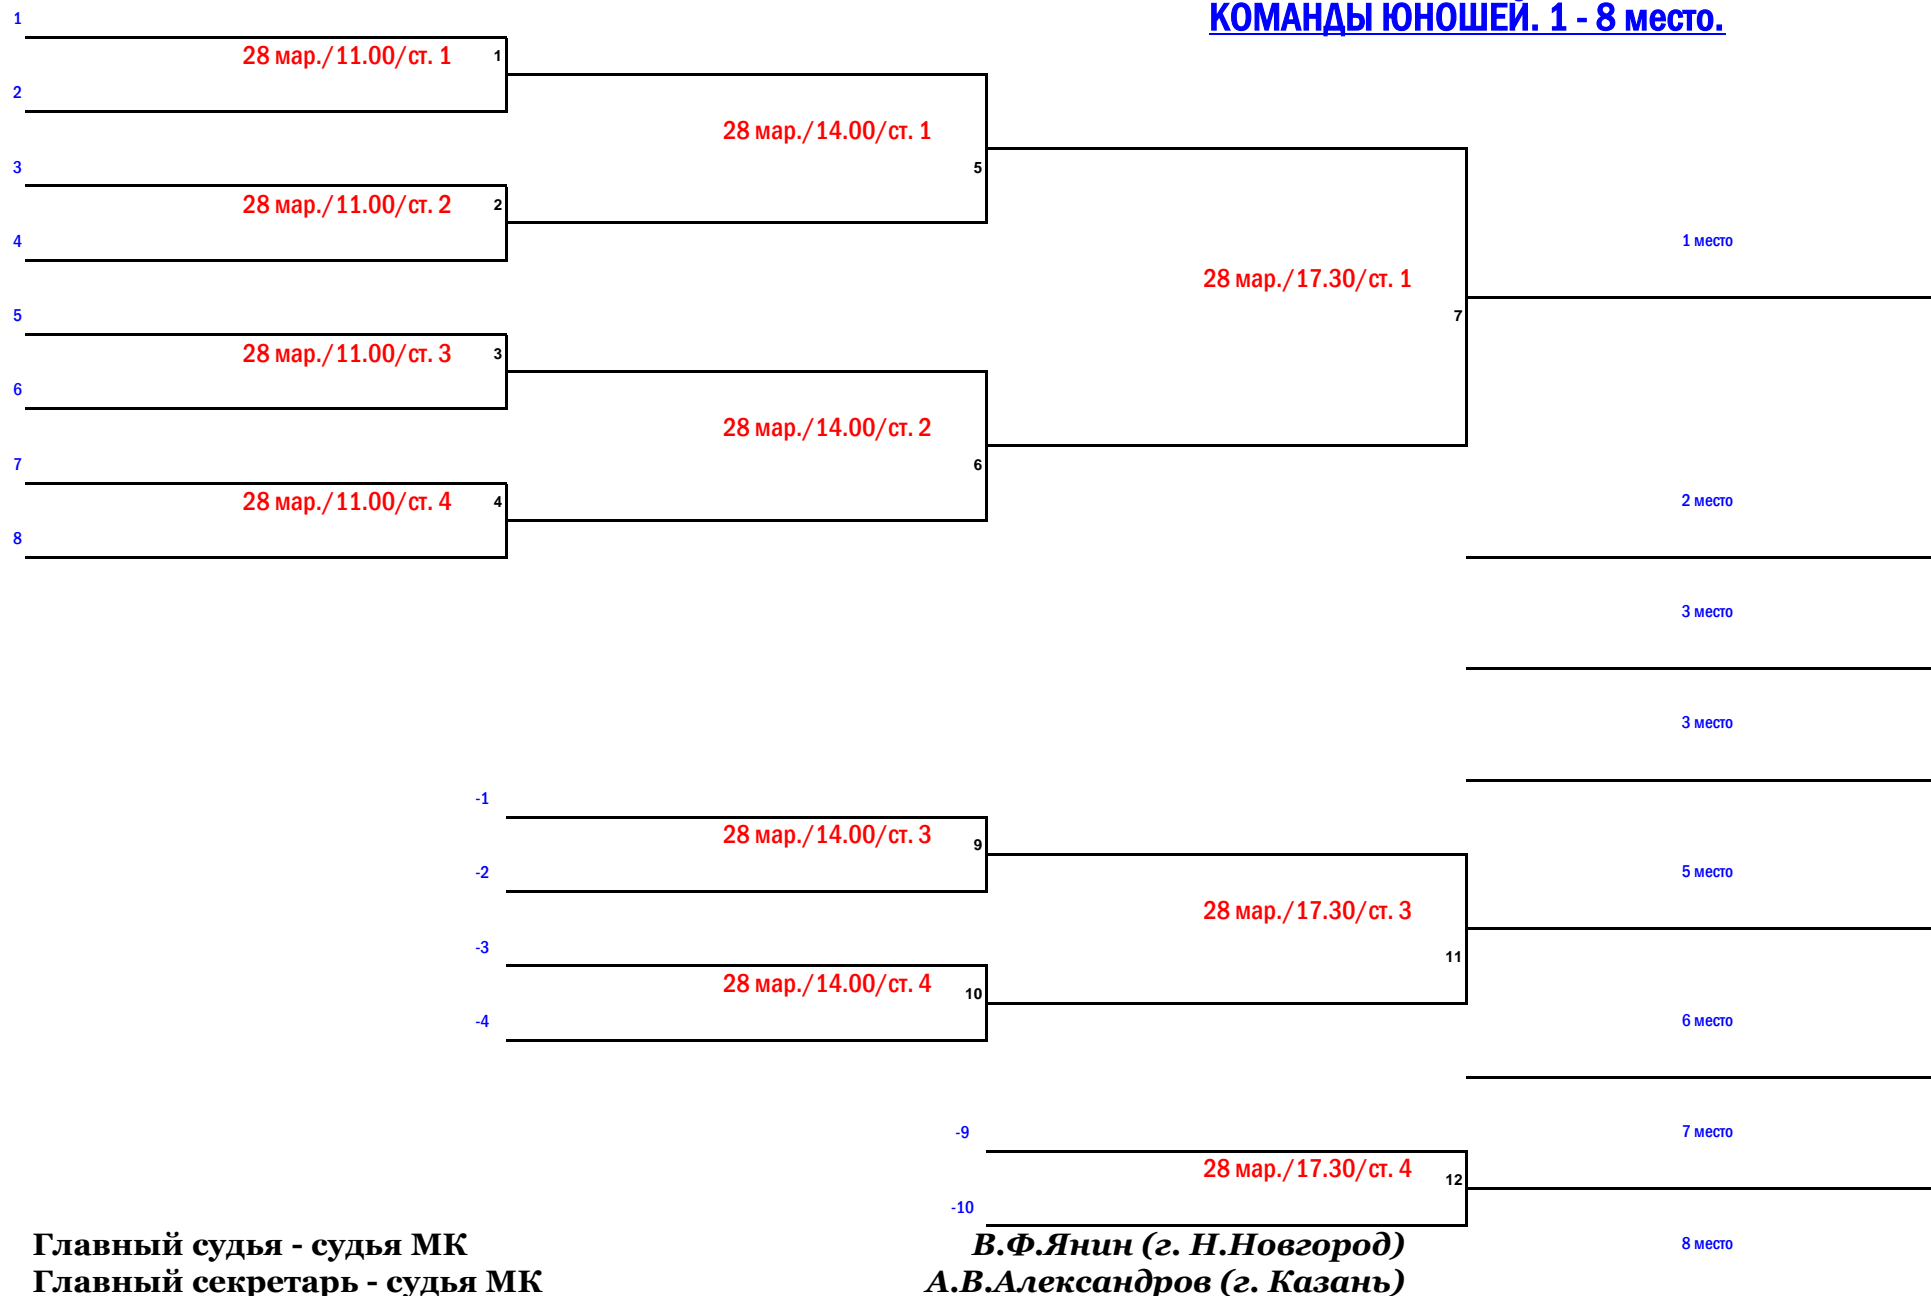 КОМАНДЫ ЮНОШЕЙ. 1 - 8 место.
1
28 мар./11.00/ст. 1 1
2
28 мар./14.00/ст. 1
3
5
28 мар./11.00/ст. 2 2
4
1 место
28 мар./17.30/ст. 1
5
7
28 мар./11.00/ст. 3 3
6
28 мар./14.00/ст. 2
7
6
28 мар./11.00/ст. 4 4
2 место
8
3 место
3 место
-1
28 мар./14.00/ст. 3 9
-2
5 место
28 мар./17.30/ст. 3
-3
11
28 мар./14.00/ст. 4 10
-4
6 место
-9
7 место
28 мар./17.30/ст. 4 12
-10
Главный судья - судья МК В.Ф.Янин (г. Н.Новгород)
8 место
Главный секретарь - судья МК А.В.Александров (г. Казань)